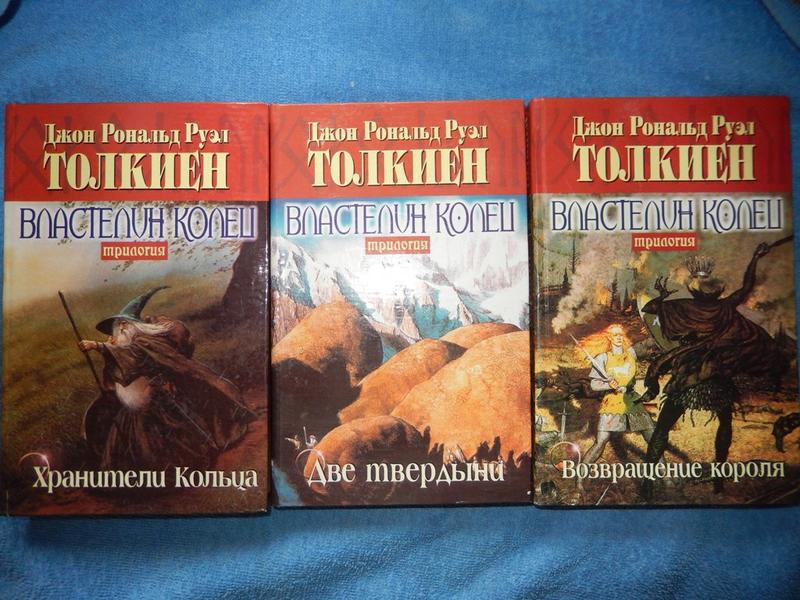 Джон Рональд Руэл
ТОЛКИЕН
ВЛАСТЕЛИН КОЛЕЦ
трилогия
Хранители Кольца
Джон Рональд Руэл
ТОЛКИЕН
ВЛАСТЕЛИН КОЛЕЦ
трилогия
Две твердыни
Джон Рональд Руэл
ТОЛКИЕН
ВЛАСТЕЛИН КОЛЕЦ
трилогия
Возвращение короля